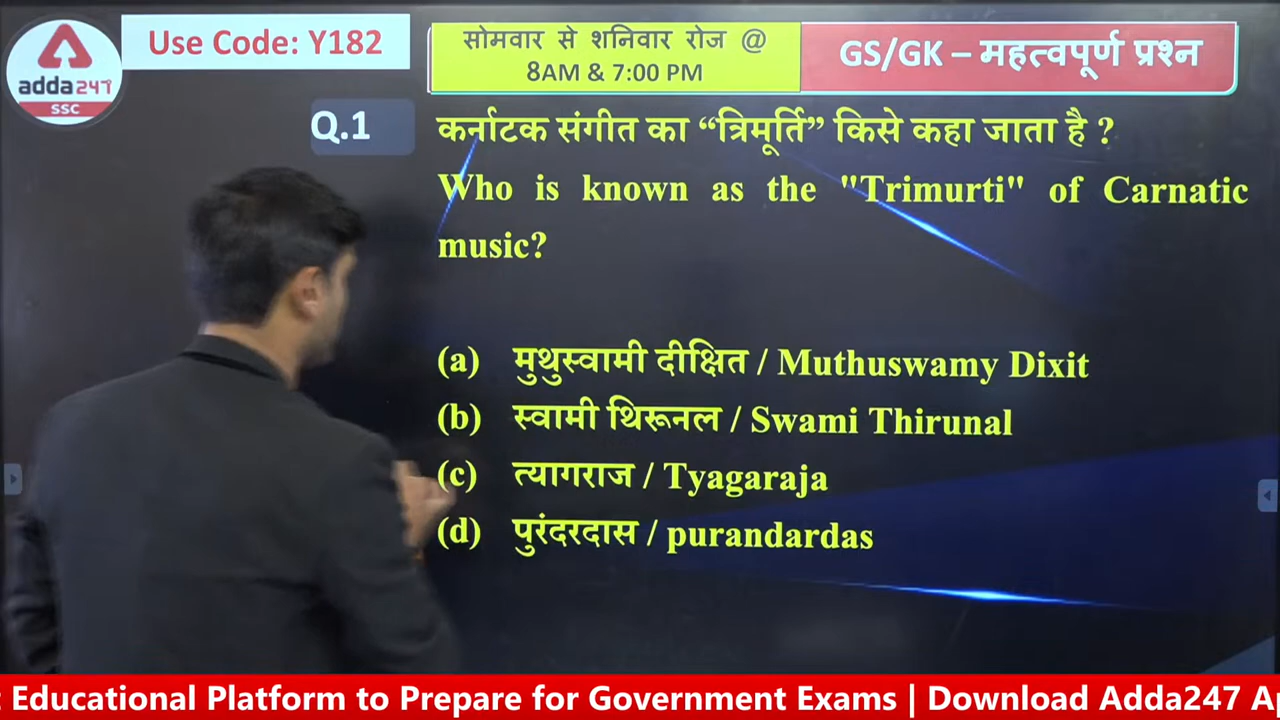 adda247
SSC
Use Code: Y182
सोमवार से शनिवार रोज @
8AM & 7:00 PM
GS/GK – महत्वपूर्ण प्रश्न
Q.1
कर्नाटक संगीत का “त्रिमूर्ति” किसे कहा जाता है ?
Who is known as the "Trimurti" of Carnatic
music?
(a) मुथुस्वामी दीक्षित / Muthuswamy Dixit
(b) स्वामी थिरूनल / Swami Thirunal
(c) त्यागराज / Tyagaraja
(d) पुरंदरदास / purandardas
Educational Platform to Prepare for Government Exams | Download Adda247